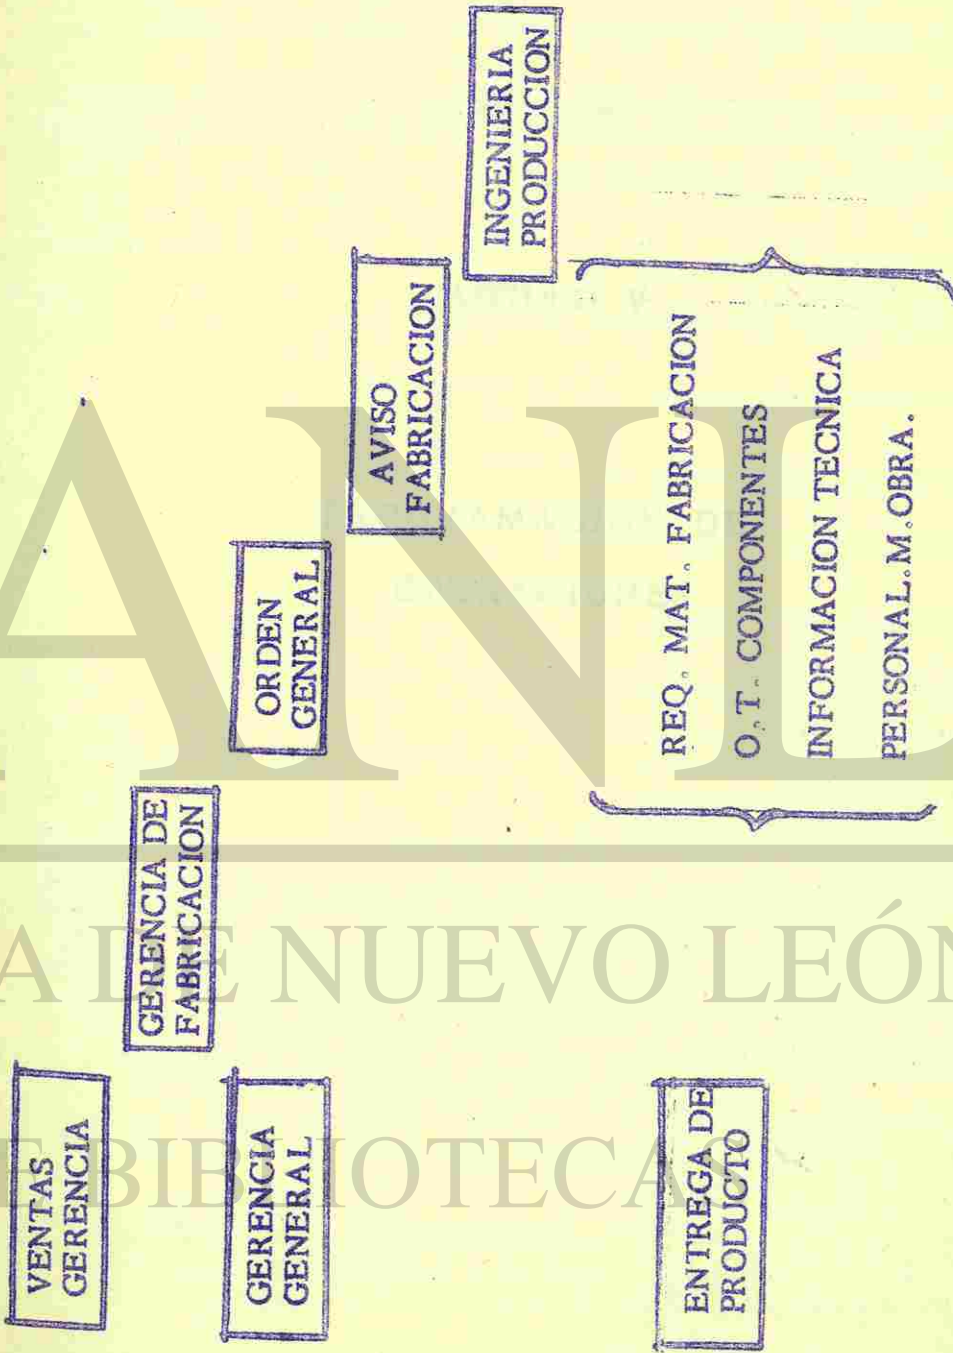 VENTAS
GERENCIA
GERENCIA DE
FABRICACION
GERENCIA
GENERAL
ORDEN
GENERAL
AVISO
FABRICACION
INGENIERIA
PRODUCCION
REQ. MAT. FABRICACION
O.T. COMPONENTES
INFORMACION TECNICA
PERSONAL.M.OBRA.
ENTREGA DE
PRODUCTO
ANL
A DE NUEVO LEÓN
E BIBLIOTECAS